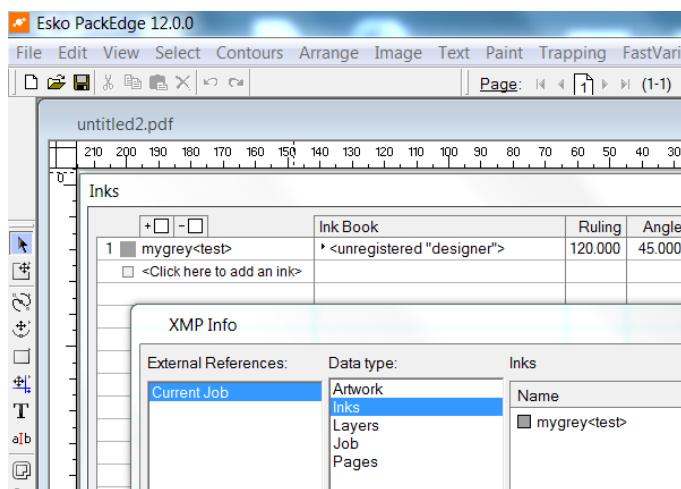 Esko PackEdge 12.0.0
File Edit View Select Contours Arrange Image Text Paint Trapping FastVari
Page: 1 (1-1)
untitled2.pdf
210 200 190 180 170 160 150 140 130 120 110 100 90 80 70 60 50 40 30
0
Inks
+ - Ink Book Ruling Angle
1 mygrey<test> <unregistered "designer"> 120.000 45.000
<Click here to add an ink>
XMP Info
External References: Data type: Inks
Current Job Artwork Name
Inks mygrey<test>
Layers
Job
Pages
T
aIb